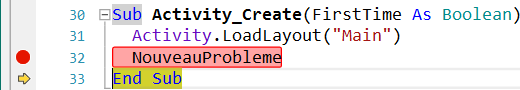 30 Sub Activity_Create(FirstTime As Boolean)
31 Activity.LoadLayout("Main")
32 NouveauProbleme
33 End Sub